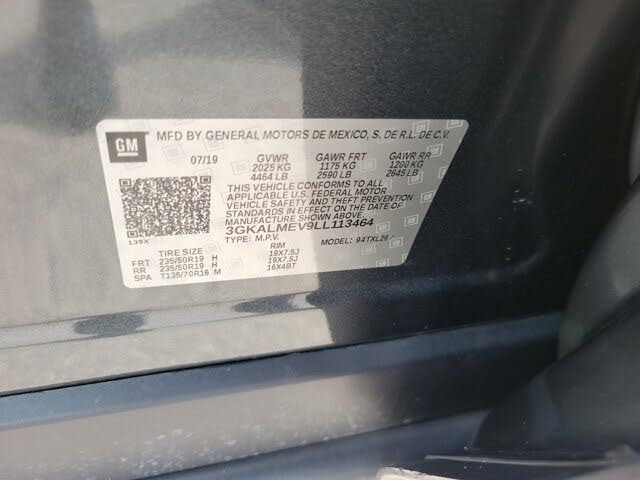 GM
MFD BY GENERAL MOTORS DE MEXICO, S. DE R.L. DE C.V.
07/19 GVWR GAWR FRT GAWR RR
2025 KG 1175 KG 1200 KG
4464 LB 2590 LB 2645 LB
THIS VEHICLE CONFORMS TO ALL
APPLICABLE U.S. FEDERAL MOTOR
VEHICLE SAFETY AND THEFT
PREVENTION STANDARDS IN EFFECT ON
THE DATE OF MANUFACTURE SHOWN ABOVE.
3GKALMEV9LL113464
139X TYPE: M.P.V. MODEL: 94TXL26
TIRE SIZE RIM
FRT 235/50R19 H 19X7.5J
RR 235/50R19 H 19X7.5J
SPA T135/70R16 M 16X4BT